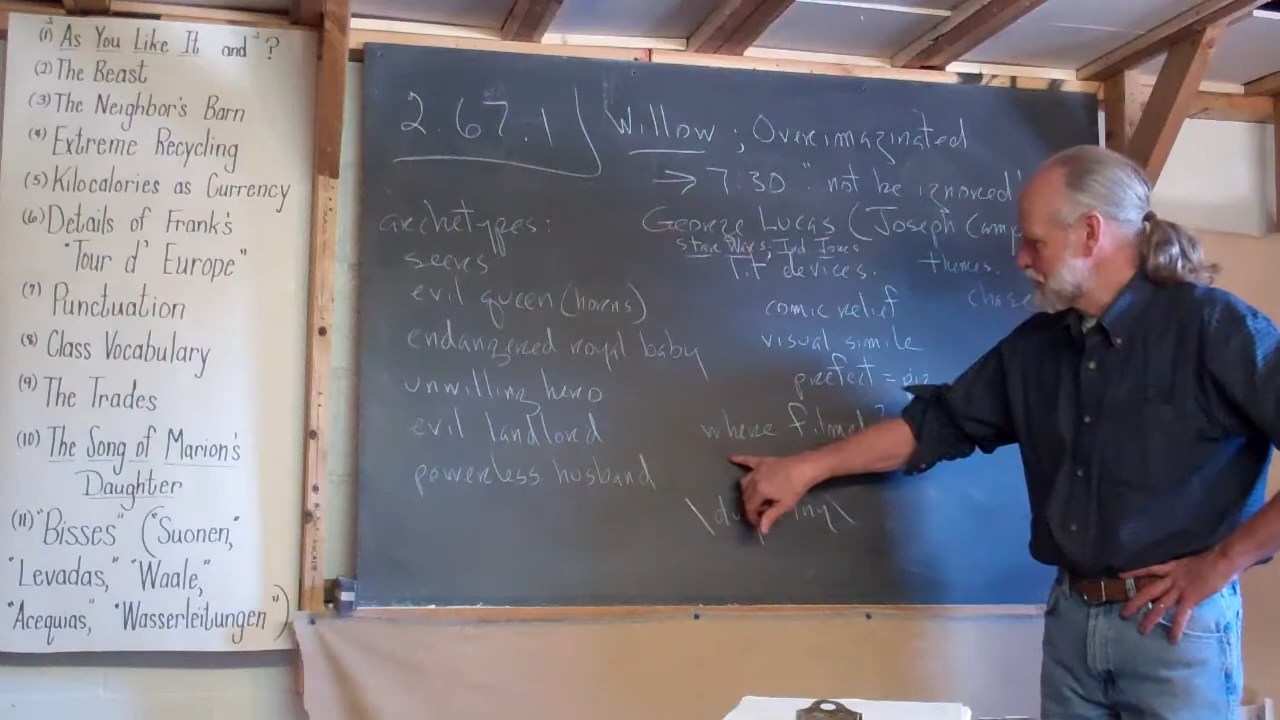 (1) As You Like It and ?
(2) The Beast
(3) The Neighbor's Barn
(4) Extreme Recycling
(5) Kilocalories as Currency
(6) Details of Frank's
"Tour d' Europe"
(7) Punctuation
(8) Class Vocabulary
(9) The Trades
(10) The Song of Marion's
Daughter
(11) "Bisses" ("Suonen,"
"Levadas," "Waale,"
"Acequias," "Wasserleitungen")
2.67.1 Willow ; Overimaginated
→ 7.30 "not be ignored"
archetypes:
seers
evil queen (horns)
endangered royal baby
unwilling hero
evil landlord
powerless husband
George Lucas (Joseph
Star Wars, Ind Jones
devices. themes.
comic relief
visual simile
prefect =
where filmed?